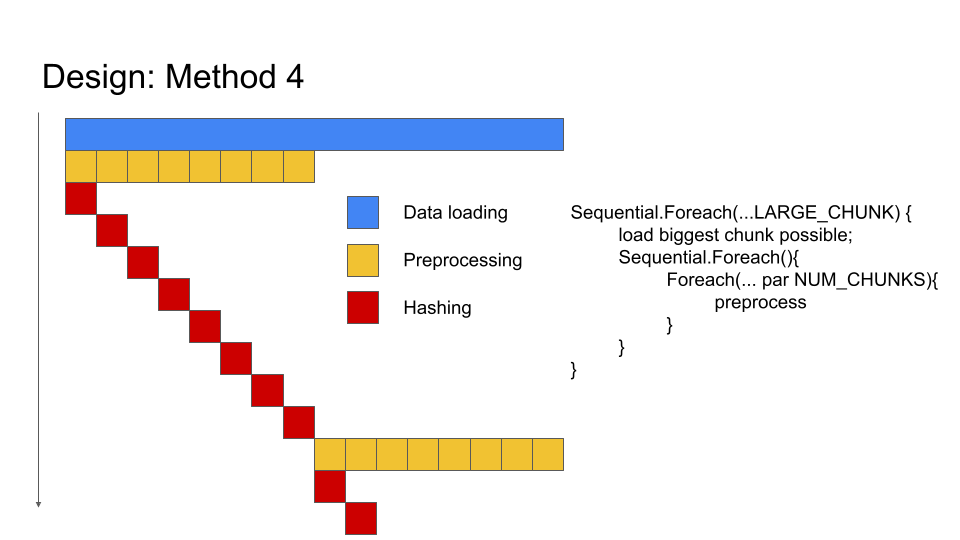 Design: Method 4
Data loading
Preprocessing
Hashing
Sequential.Foreach(...LARGE_CHUNK) {
load biggest chunk possible;
Sequential.Foreach(){
Foreach(... par NUM_CHUNKS){
preprocess
}
}
}